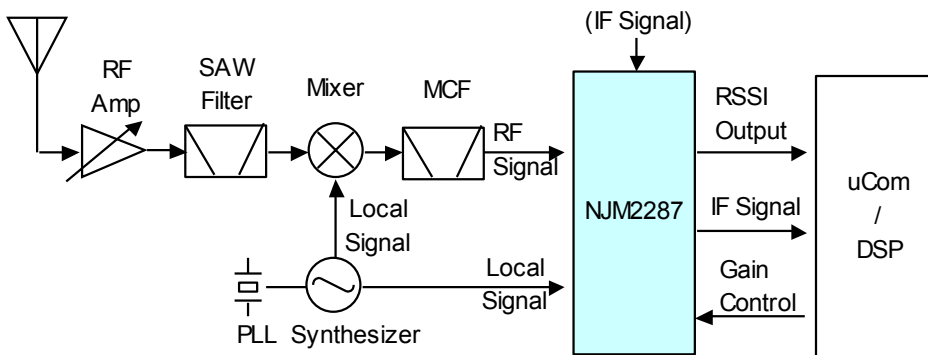 (IF Signal)
RF
Amp
SAW
Filter
Mixer
MCF
RF
Signal
RSSI
Output
NJM2287
IF Signal
uCom
/
DSP
Local
Signal
Local
Signal
Gain
Control
PLL Synthesizer